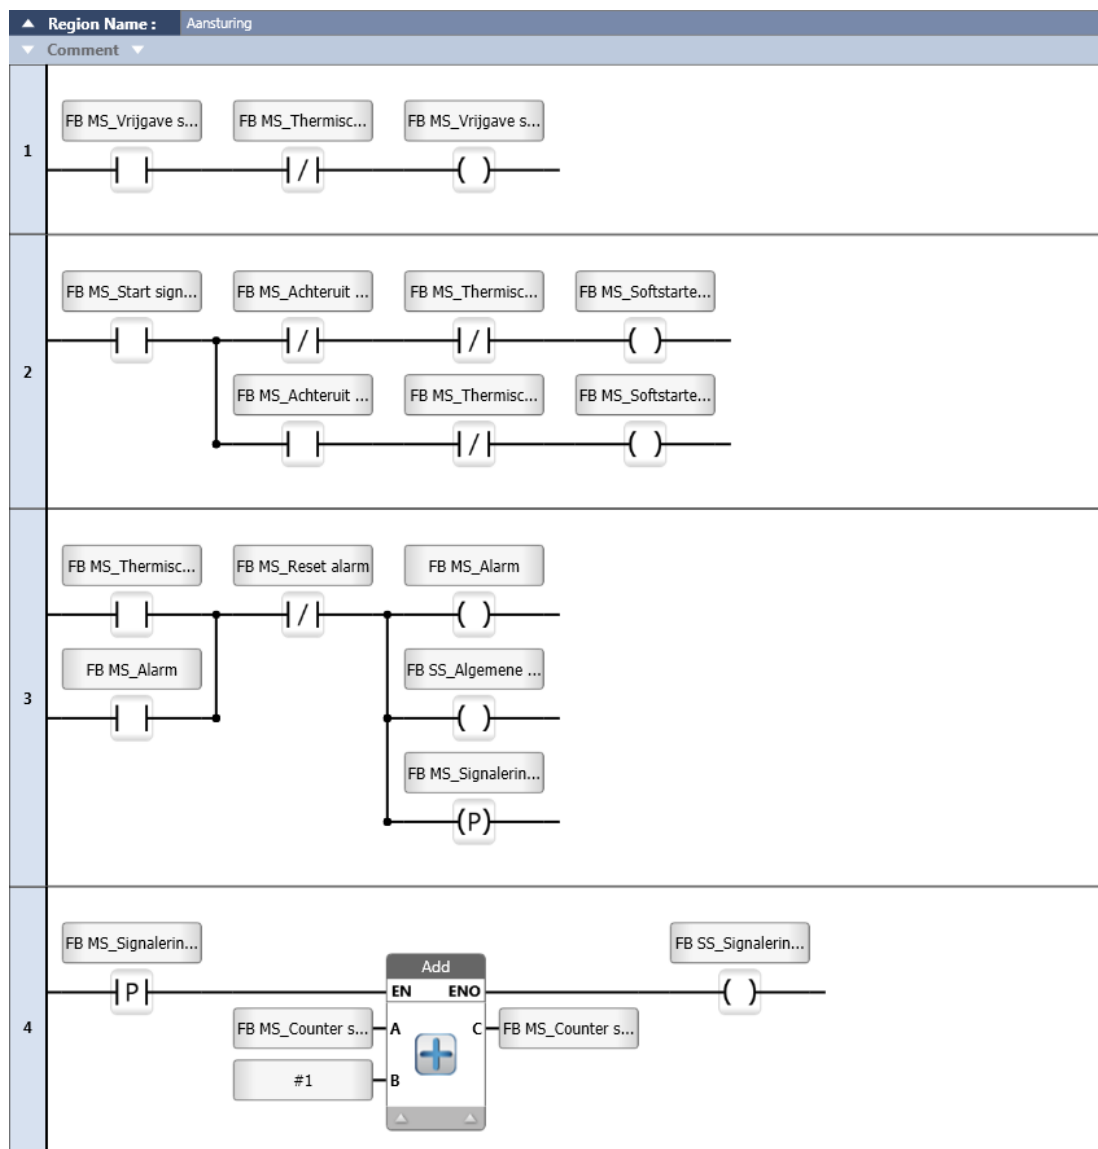 Region Name : Aansturing
Comment
1
FB MS_Vrijgave s... FB MS_Thermisc... FB MS_Vrijgave s...
2
FB MS_Start sign... FB MS_Achteruit ... FB MS_Thermisc... FB MS_Softstarte...
FB MS_Achteruit ... FB MS_Thermisc... FB MS_Softstarte...
3
FB MS_Thermisc... FB MS_Reset alarm FB MS_Alarm
FB MS_Alarm FB SS_Algemene ...
FB MS_Signalerin...
(P)
4
FB MS_Signalerin... FB SS_Signalerin...
P
Add
EN ENO
FB MS_Counter s... A C FB MS_Counter s...
#1 B